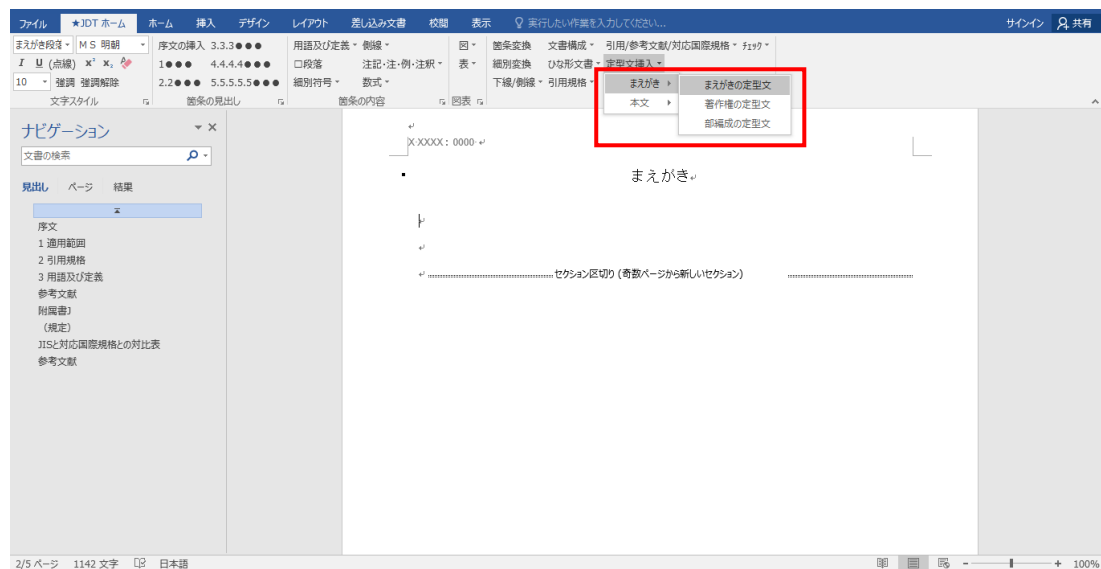 ファイル ★JDT ホーム ホーム 挿入 デザイン レイアウト 差し込み文書 校閲 表示 実行したい作業を入力してください... サインイン 共有
まえがき段落 MS 明朝 序文の挿入 3.3.3●●● 用語及び定義 側線 図 箇条変換 文書構成 引用/参考文献/対応国際規格 チェック
I U (点線) x² x₂ 1●●● 4.4.4.4●●● □段落 注記・注・例・注釈 表 細別変換 ひな形文書 定型文挿入
10 強調 強調解除 2.2●●● 5.5.5.5.5●●● 細別符号 数式 下線/側線 引用規格 まえがき まえがきの定型文
文字スタイル 箇条の見出し 箇条の内容 図表 本文 著作権の定型文
部編成の定型文
ナビゲーション
文書の検索
見出し ページ 結果
序文
1 適用範囲
2 引用規格
3 用語及び定義
参考文献
附属書J
(規定)
JISと対応国際規格との対比表
参考文献
X XXXX：0000
まえがき
セクション区切り (奇数ページから新しいセクション)
2/5 ページ 1142 文字 日本語 - + 100%